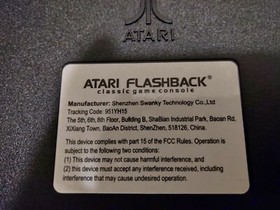 ATARI
ATARI FLASHBACK®
classic game console
Manufacturer: Shenzhen Swanky Technology Co.,Ltd
Tracking Code: 951YH15
The 5th, 6th, 8th Floor, Building B, ShaBian Industrial Park, Baoan Rd.
XiXiang Town, BaoAn District, ShenZhen, 518126, China.
This device complies with part 15 of the FCC Rules. Operation is
subject to the following two conditions:
(1) This device may not cause harmful interference, and
(2) this device must accept any interference received, including
interference that may cause undesired operation.